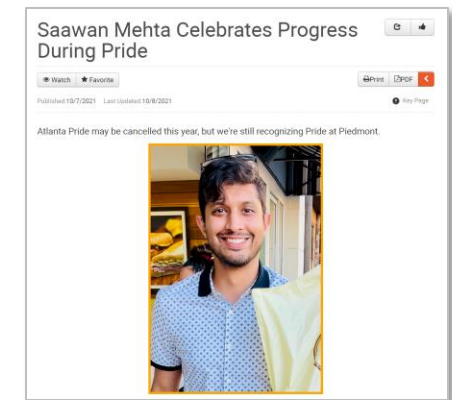 Saawan Mehta Celebrates Progress
During Pride
Watch
Favorite
Print
PDF
Published 10/7/2021 Last Updated 10/8/2021
Key Page
Atlanta Pride may be cancelled this year, but we're still recognizing Pride at Piedmont.